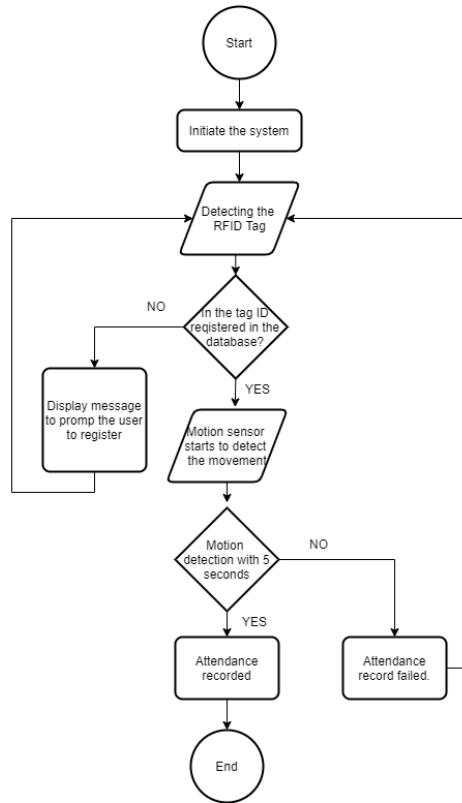 Start
Initiate the system
Detecting the
RFID Tag
In the tag ID
registered in the
database?
NO
YES
Display message
to promp the user
to register
Motion sensor
starts to detect
the movement
Motion
detection with 5
seconds
NO
YES
Attendance
recorded
Attendance
record failed.
End